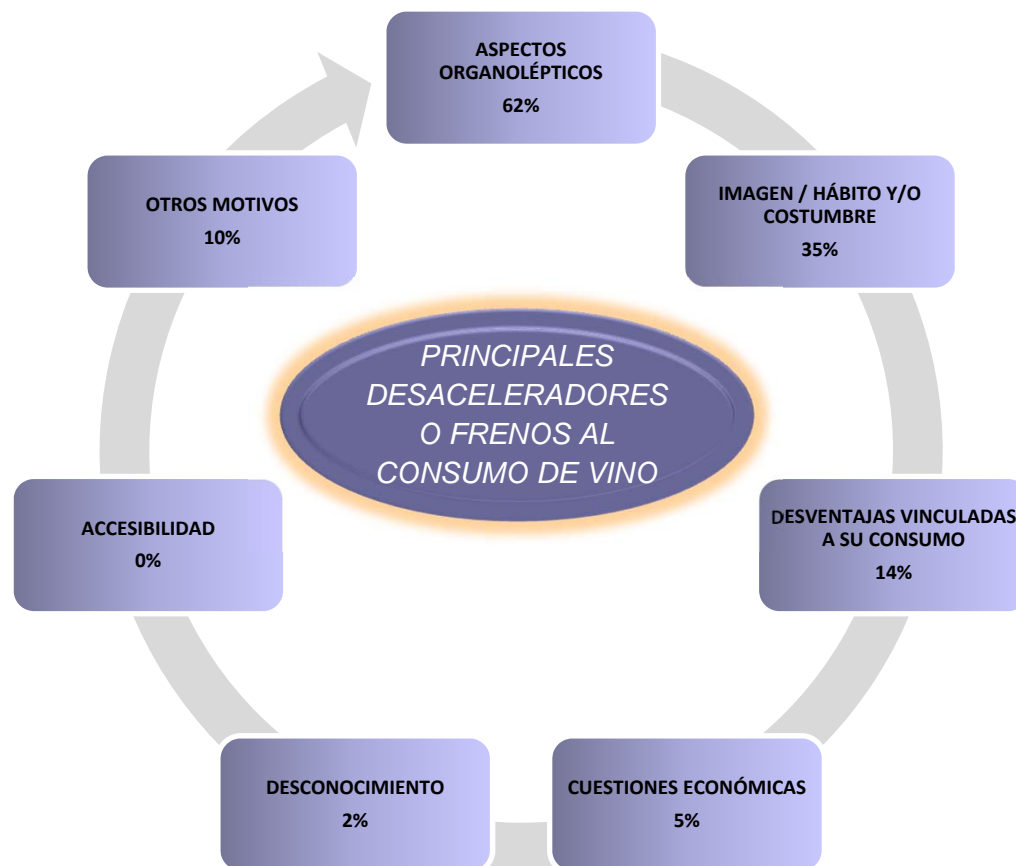 ASPECTOS
ORGANOLÉPTICOS
62%
IMAGEN / HÁBITO Y/O
COSTUMBRE
35%
DESVENTAJAS VINCULADAS
A SU CONSUMO
14%
CUESTIONES ECONÓMICAS
5%
DESCONOCIMIENTO
2%
ACCESIBILIDAD
0%
OTROS MOTIVOS
10%
PRINCIPALES
DESACELERADORES
O FRENOS AL
CONSUMO DE VINO